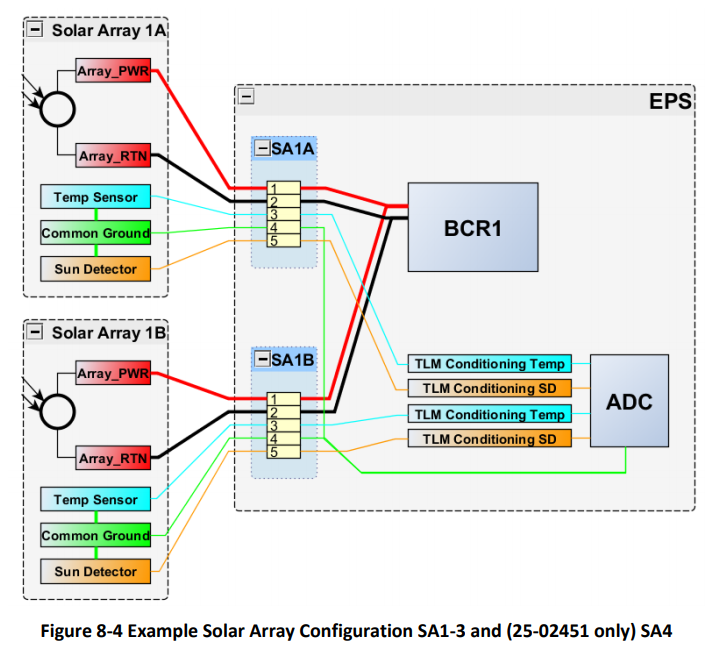 Solar Array 1A
Array_PWR
Array_RTN
Temp Sensor
Common Ground
Sun Detector
EPS
SA1A
1
2
3
4
5
BCR1
Solar Array 1B
Array_PWR
Array_RTN
Temp Sensor
Common Ground
Sun Detector
SA1B
1
2
3
4
5
TLM Conditioning Temp
TLM Conditioning SD
TLM Conditioning Temp
TLM Conditioning SD
ADC
Figure 8-4 Example Solar Array Configuration SA1-3 and (25-02451 only) SA4